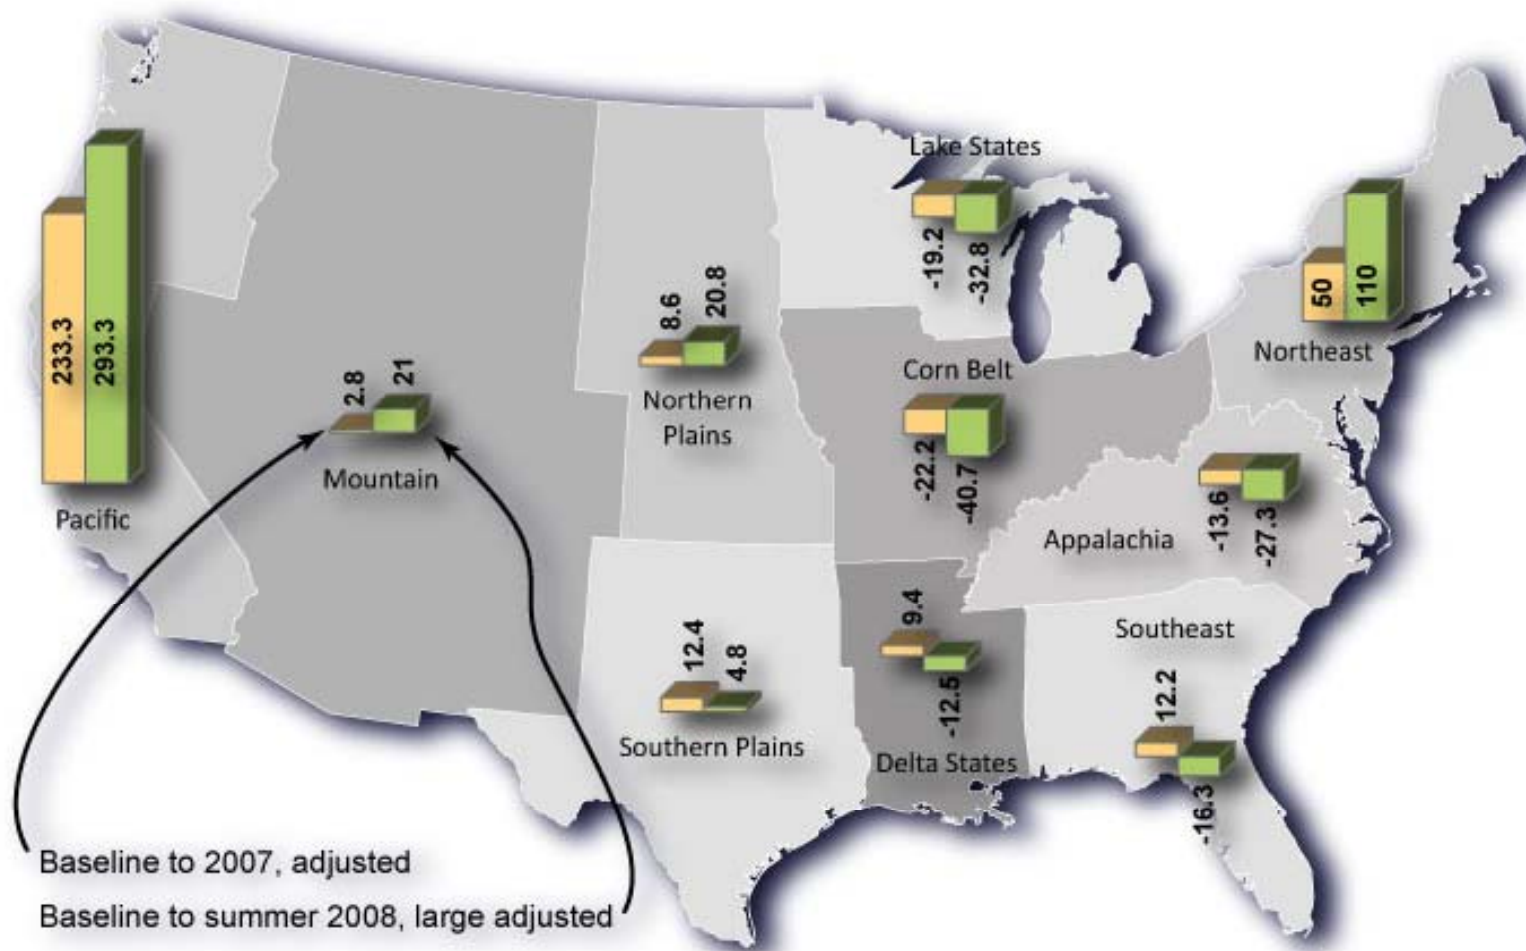 Lake States
-19.2
-32.8
50
110
Northeast
233.3
293.3
Pacific
8.6
20.8
Northern
Plains
2.8
21
Mountain
Corn Belt
-22.2
-40.7
Appalachia
-13.6
-27.3
12.4
4.8
Southern Plains
9.4
-12.5
Delta States
Southeast
12.2
-16.3
Baseline to 2007, adjusted
Baseline to summer 2008, large adjusted